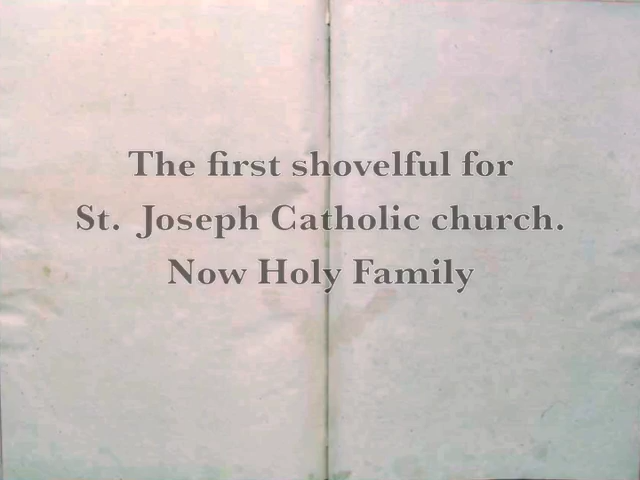 The first shovelful for
St. Joseph Catholic church.
Now Holy Family